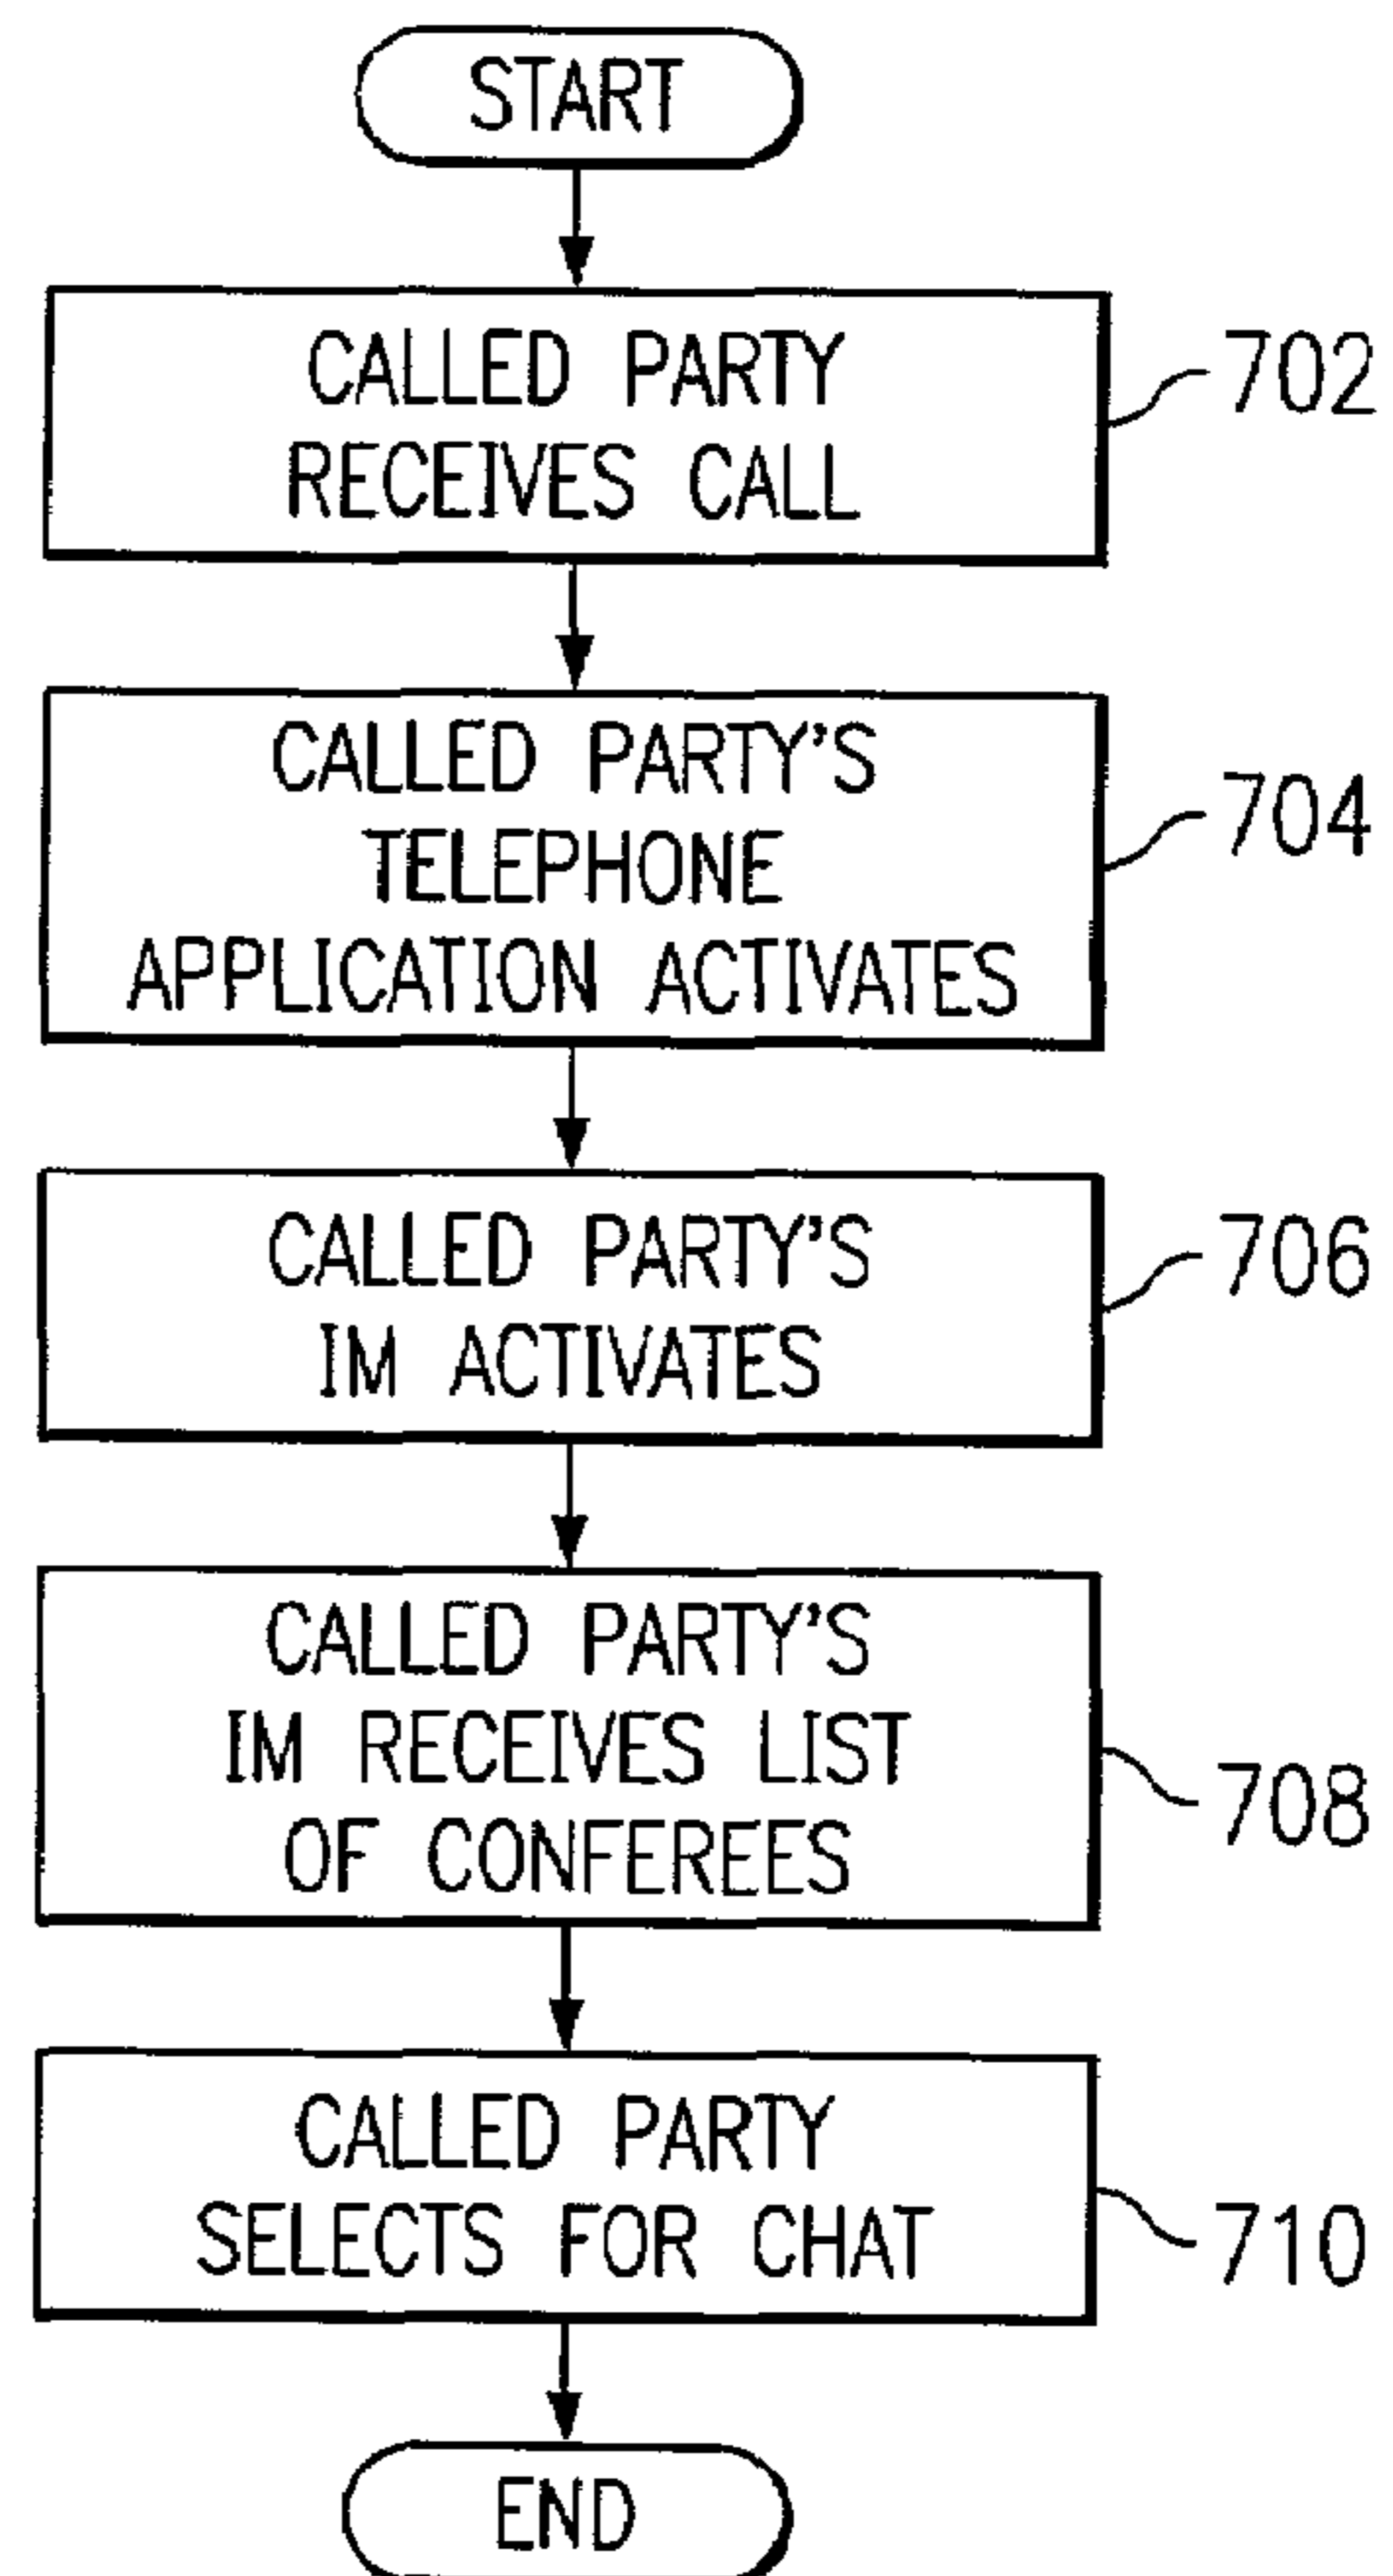 START
CALLED PARTY
RECEIVES CALL
702
CALLED PARTY'S
TELEPHONE
APPLICATION ACTIVATES
704
CALLED PARTY'S
IM ACTIVATES
706
CALLED PARTY'S
IM RECEIVES LIST
OF CONFEREES
708
CALLED PARTY
SELECTS FOR CHAT
710
END